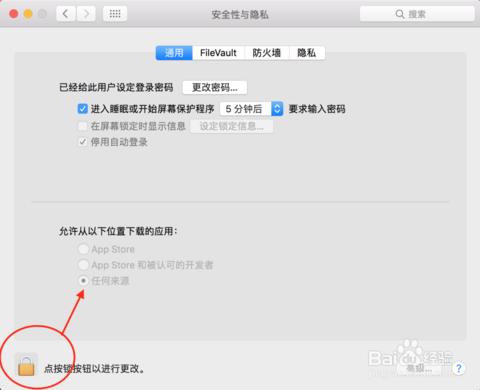 安全性与隐私
搜索
通用 FileVault 防火墙 隐私
已经给此用户设定登录密码 更改密码...
进入睡眠或开始屏幕保护程序 5 分钟后 要求输入密码
在屏幕锁定时显示信息 设定锁定信息...
停用自动登录
允许从以下位置下载的应用：
App Store
App Store 和被认可的开发者
任何来源
点按锁按钮以进行更改。
高级... ?
Baidu 经验